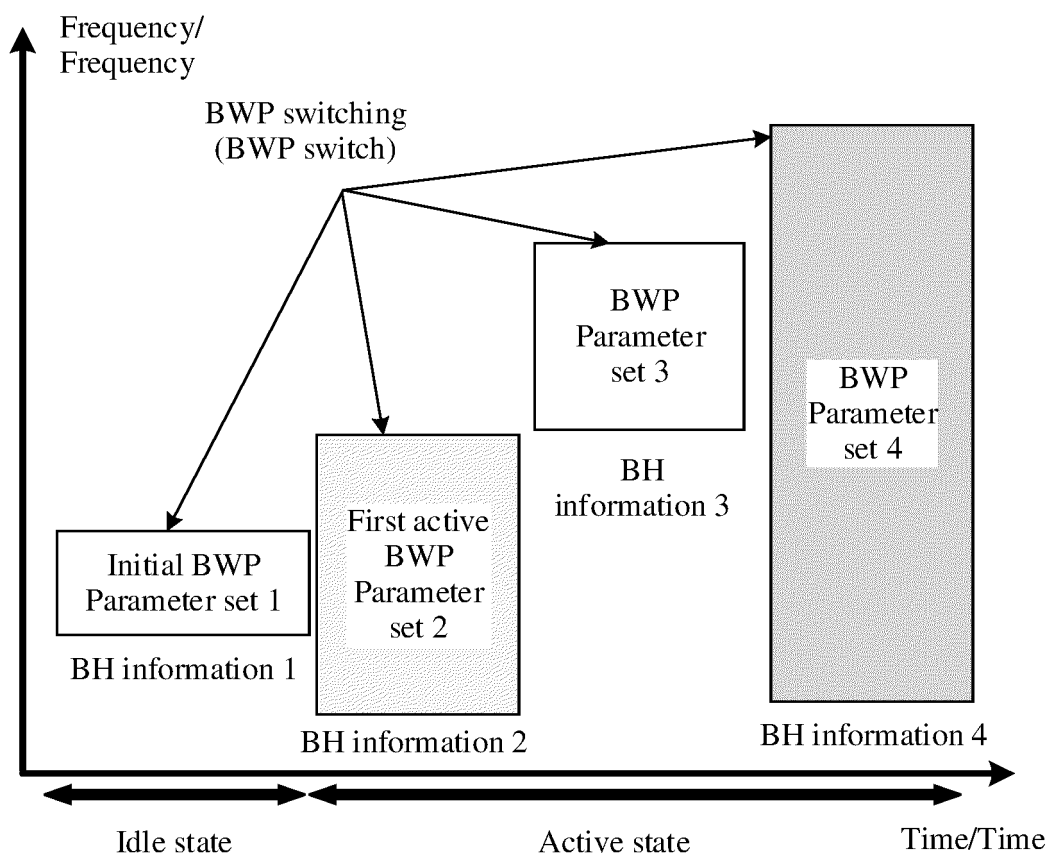 Frequency/
Frequency
BWP switching
(BWP switch)
BWP
Parameter
set 3
BWP
Parameter
set 4
BH
information 3
First active
BWP
Parameter
set 2
Initial BWP
Parameter set 1
BH information 1
BH information 2
BH information 4
Idle state
Active state
Time/Time